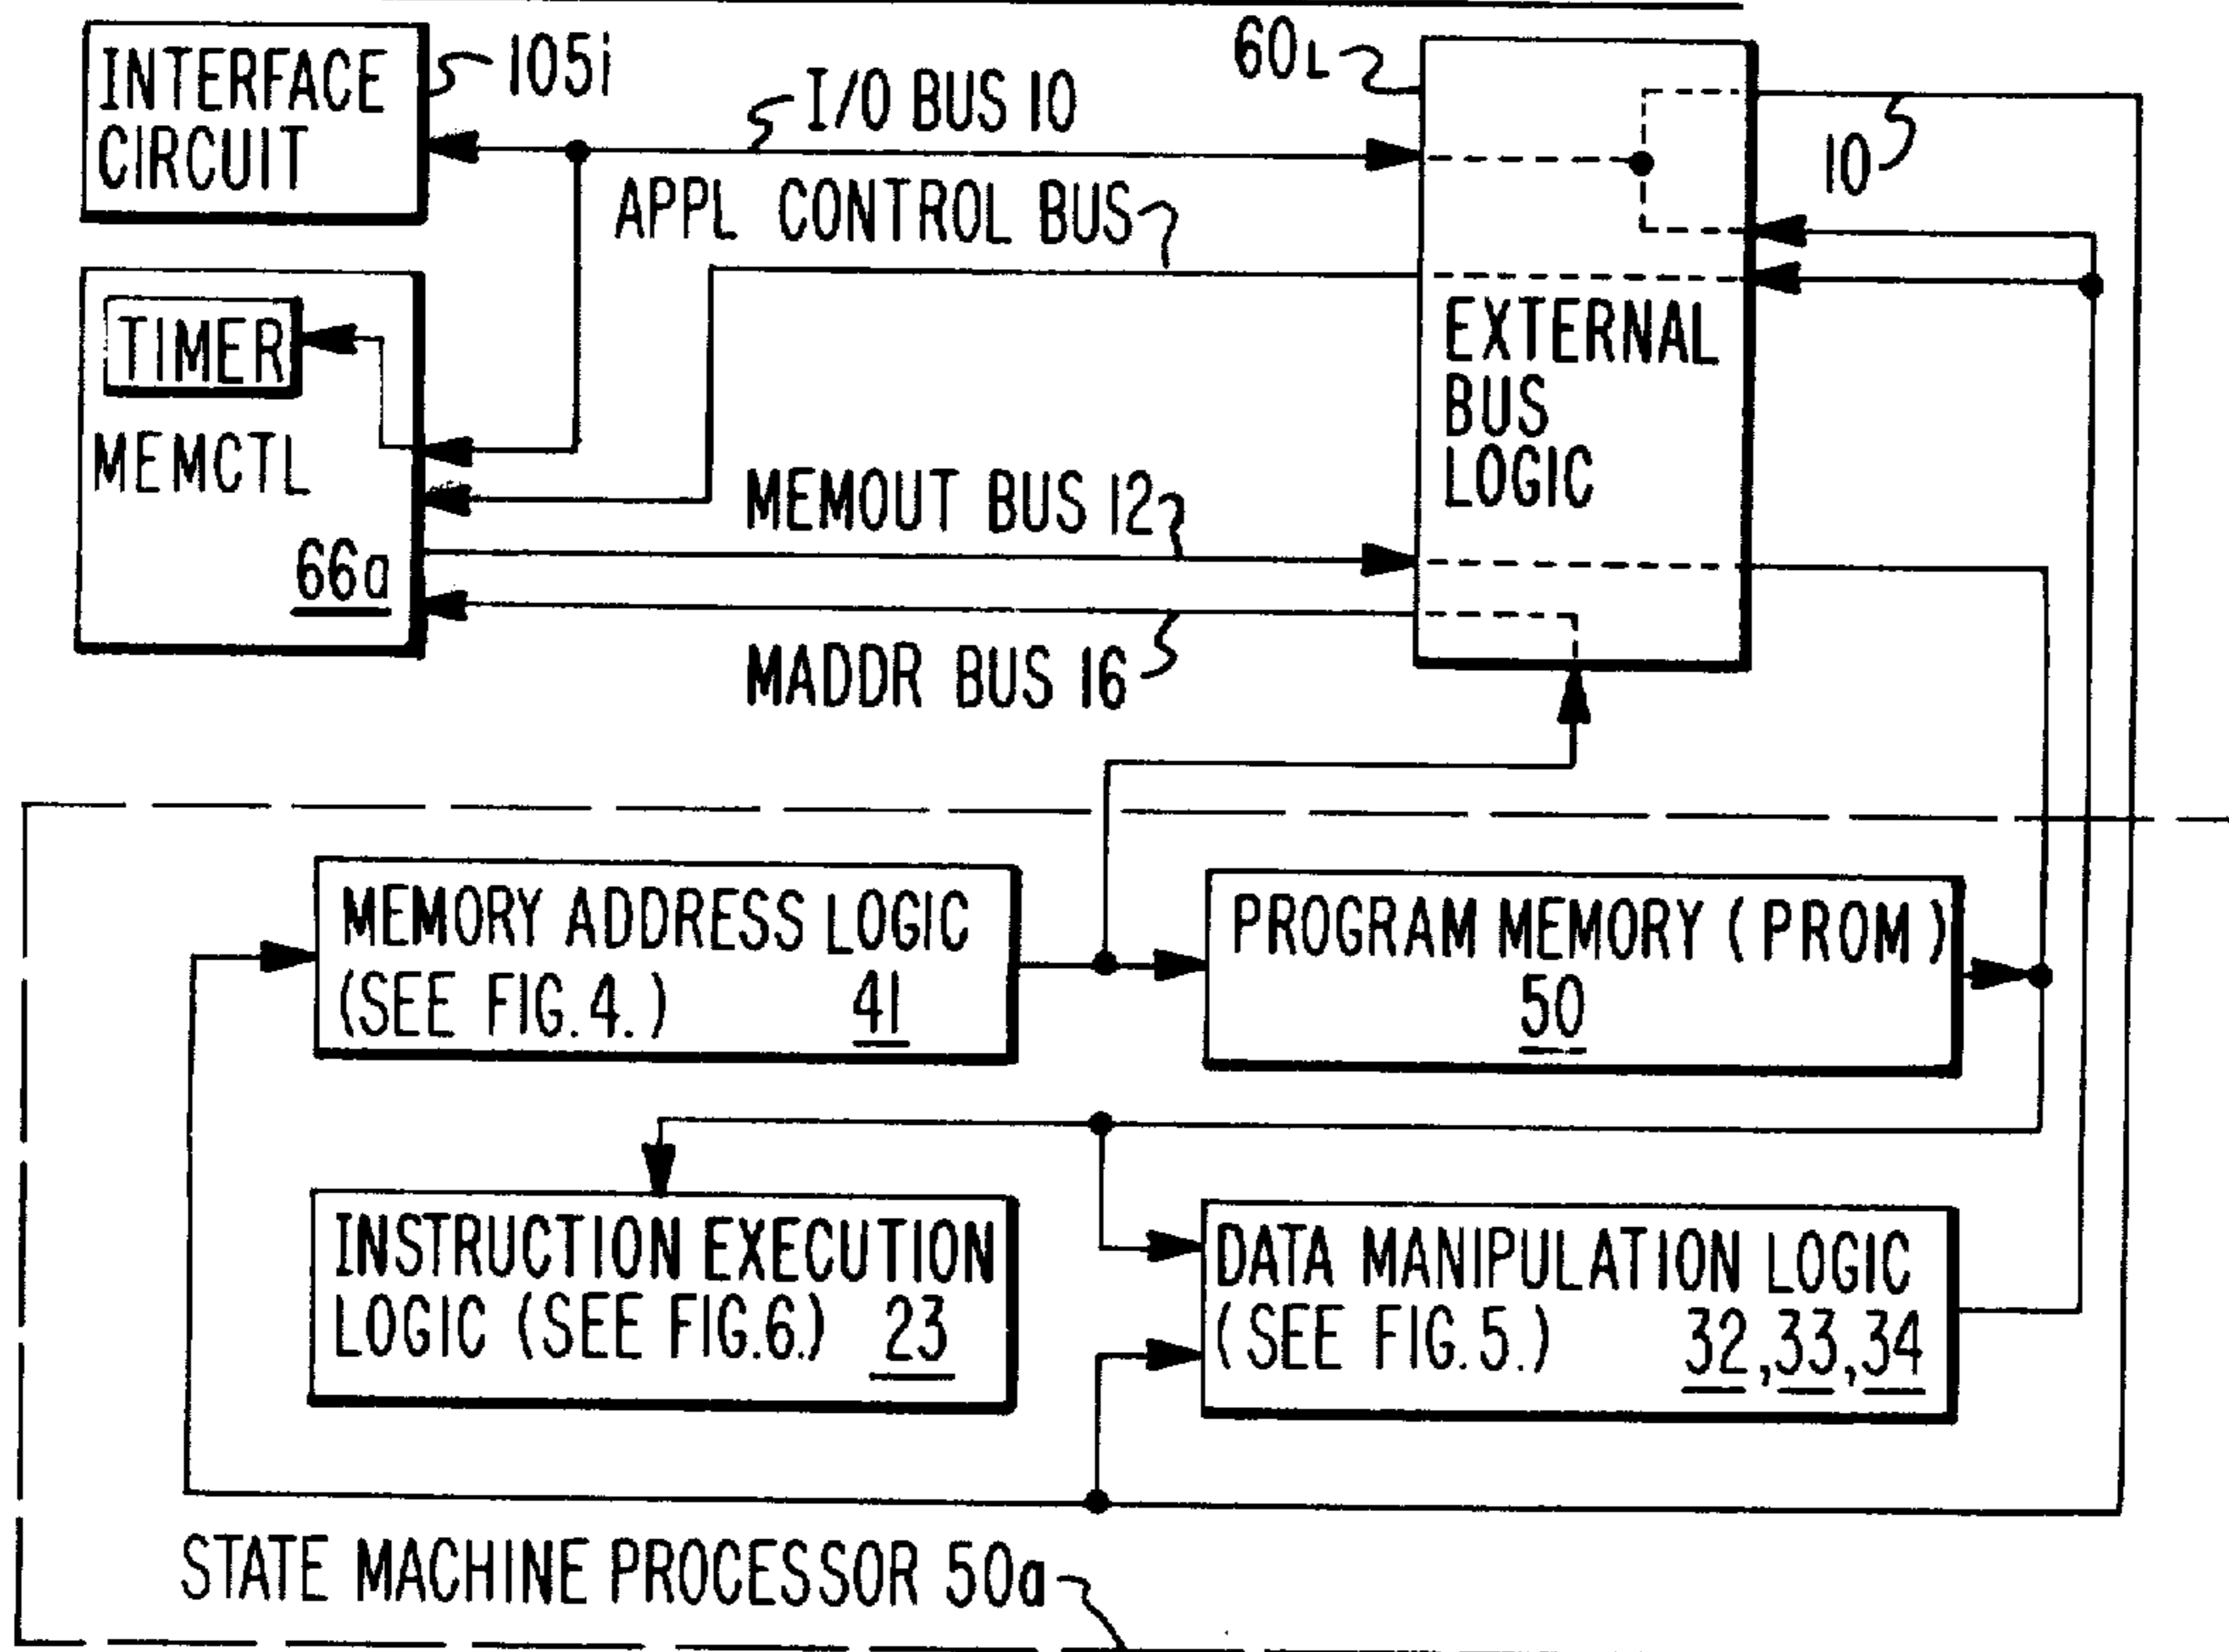 INTERFACE
CIRCUIT
105i
I/O BUS 10
60L
10
APPL CONTROL BUS
TIMER
MEMCTL
66a
EXTERNAL
BUS
LOGIC
MEMOUT BUS 12
MADDR BUS 16
MEMORY ADDRESS LOGIC
(SEE FIG.4.) 41
PROGRAM MEMORY (PROM)
50
INSTRUCTION EXECUTION
LOGIC (SEE FIG.6.) 23
DATA MANIPULATION LOGIC
(SEE FIG.5.) 32,33,34
STATE MACHINE PROCESSOR 50a